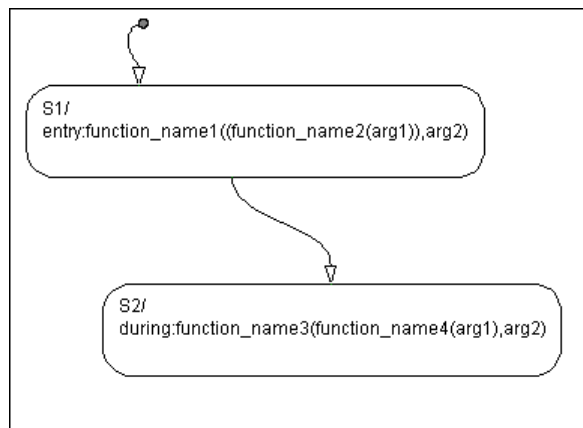 S1/
entry:function_name1((function_name2(arg1)),arg2)
S2/
during:function_name3(function_name4(arg1),arg2)